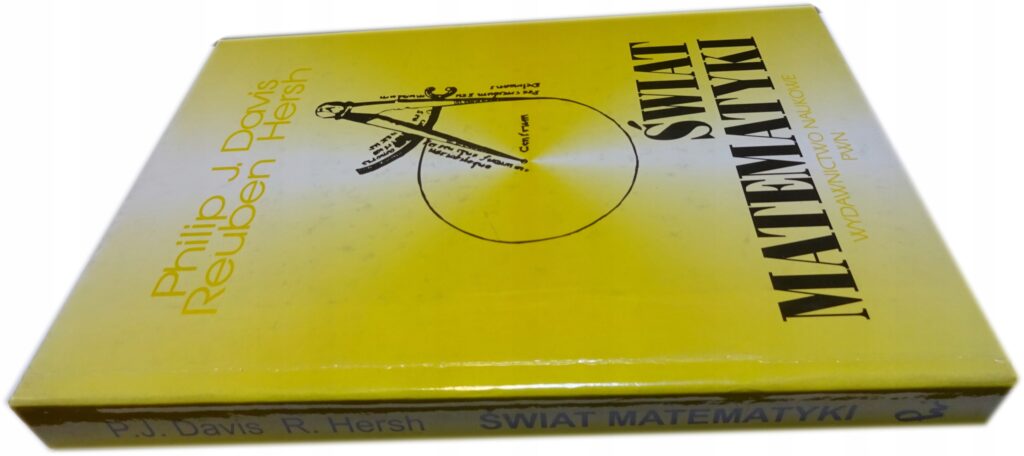 Philip J. Davis
Reuben Hersh
Centrum
ŚWIAT
MATEMATYKI
WYDAWNICTWO NAUKOWE
PWN
P.J. Davis R. Hersh ŚWIAT MATEMATYKI